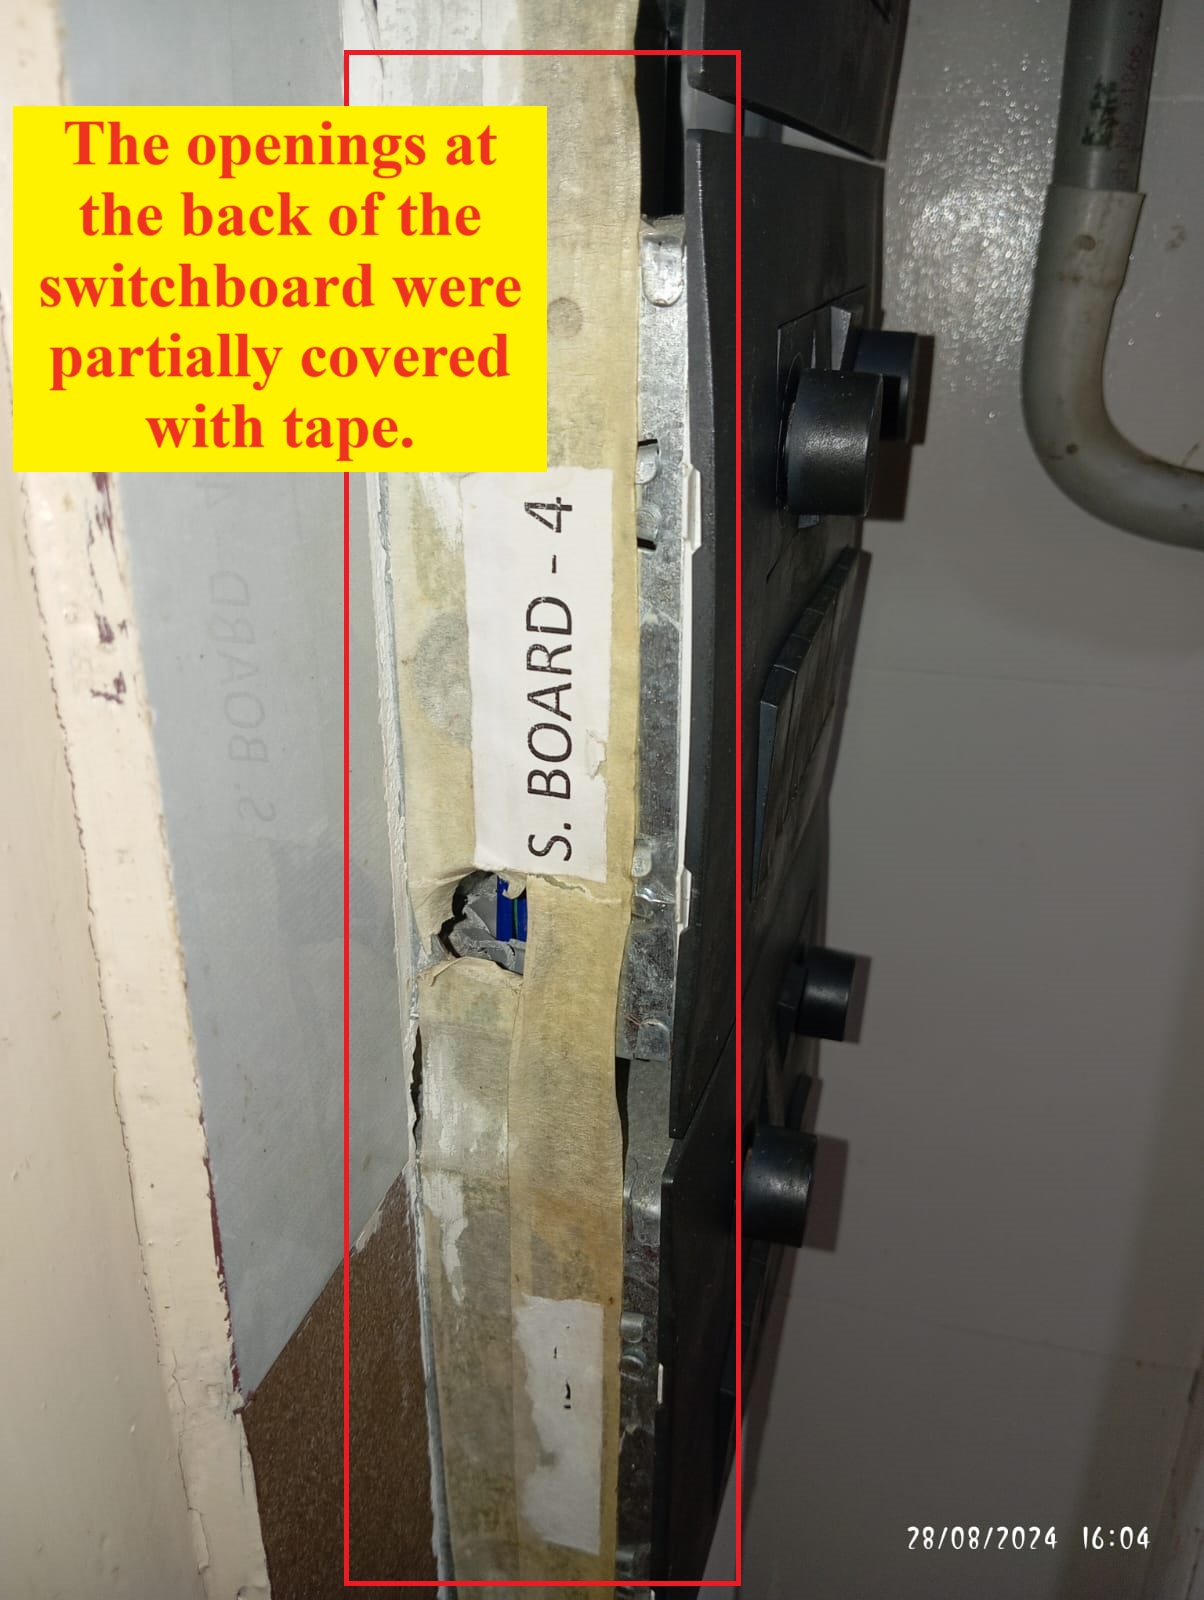 The openings at
the back of the
switchboard were
partially covered
with tape.
S. BOARD - 4
28/08/2024 16:04